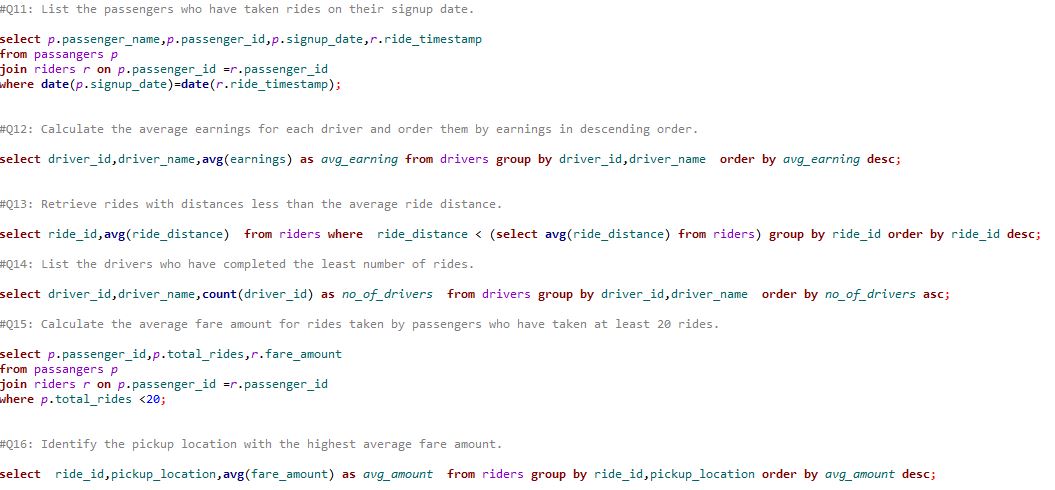 #Q11: List the passengers who have taken rides on their signup date.
select p.passenger_name,p.passenger_id,p.signup_date,r.ride_timestamp
from passangers p
join riders r on p.passenger_id =r.passenger_id
where date(p.signup_date)=date(r.ride_timestamp);
#Q12: Calculate the average earnings for each driver and order them by earnings in descending order.
select driver_id,driver_name,avg(earnings) as avg_earning from drivers group by driver_id,driver_name  order by avg_earning desc;
#Q13: Retrieve rides with distances less than the average ride distance.
select ride_id,avg(ride_distance)  from riders where  ride_distance < (select avg(ride_distance) from riders) group by ride_id order by ride_id desc;
#Q14: List the drivers who have completed the least number of rides.
select driver_id,driver_name,count(driver_id) as no_of_drivers  from drivers group by driver_id,driver_name  order by no_of_drivers asc;
#Q15: Calculate the average fare amount for rides taken by passengers who have taken at least 20 rides.
select p.passenger_id,p.total_rides,r.fare_amount
from passangers p
join riders r on p.passenger_id =r.passenger_id
where p.total_rides <20;
#Q16: Identify the pickup location with the highest average fare amount.
select  ride_id,pickup_location,avg(fare_amount) as avg_amount  from riders group by ride_id,pickup_location order by avg_amount desc;